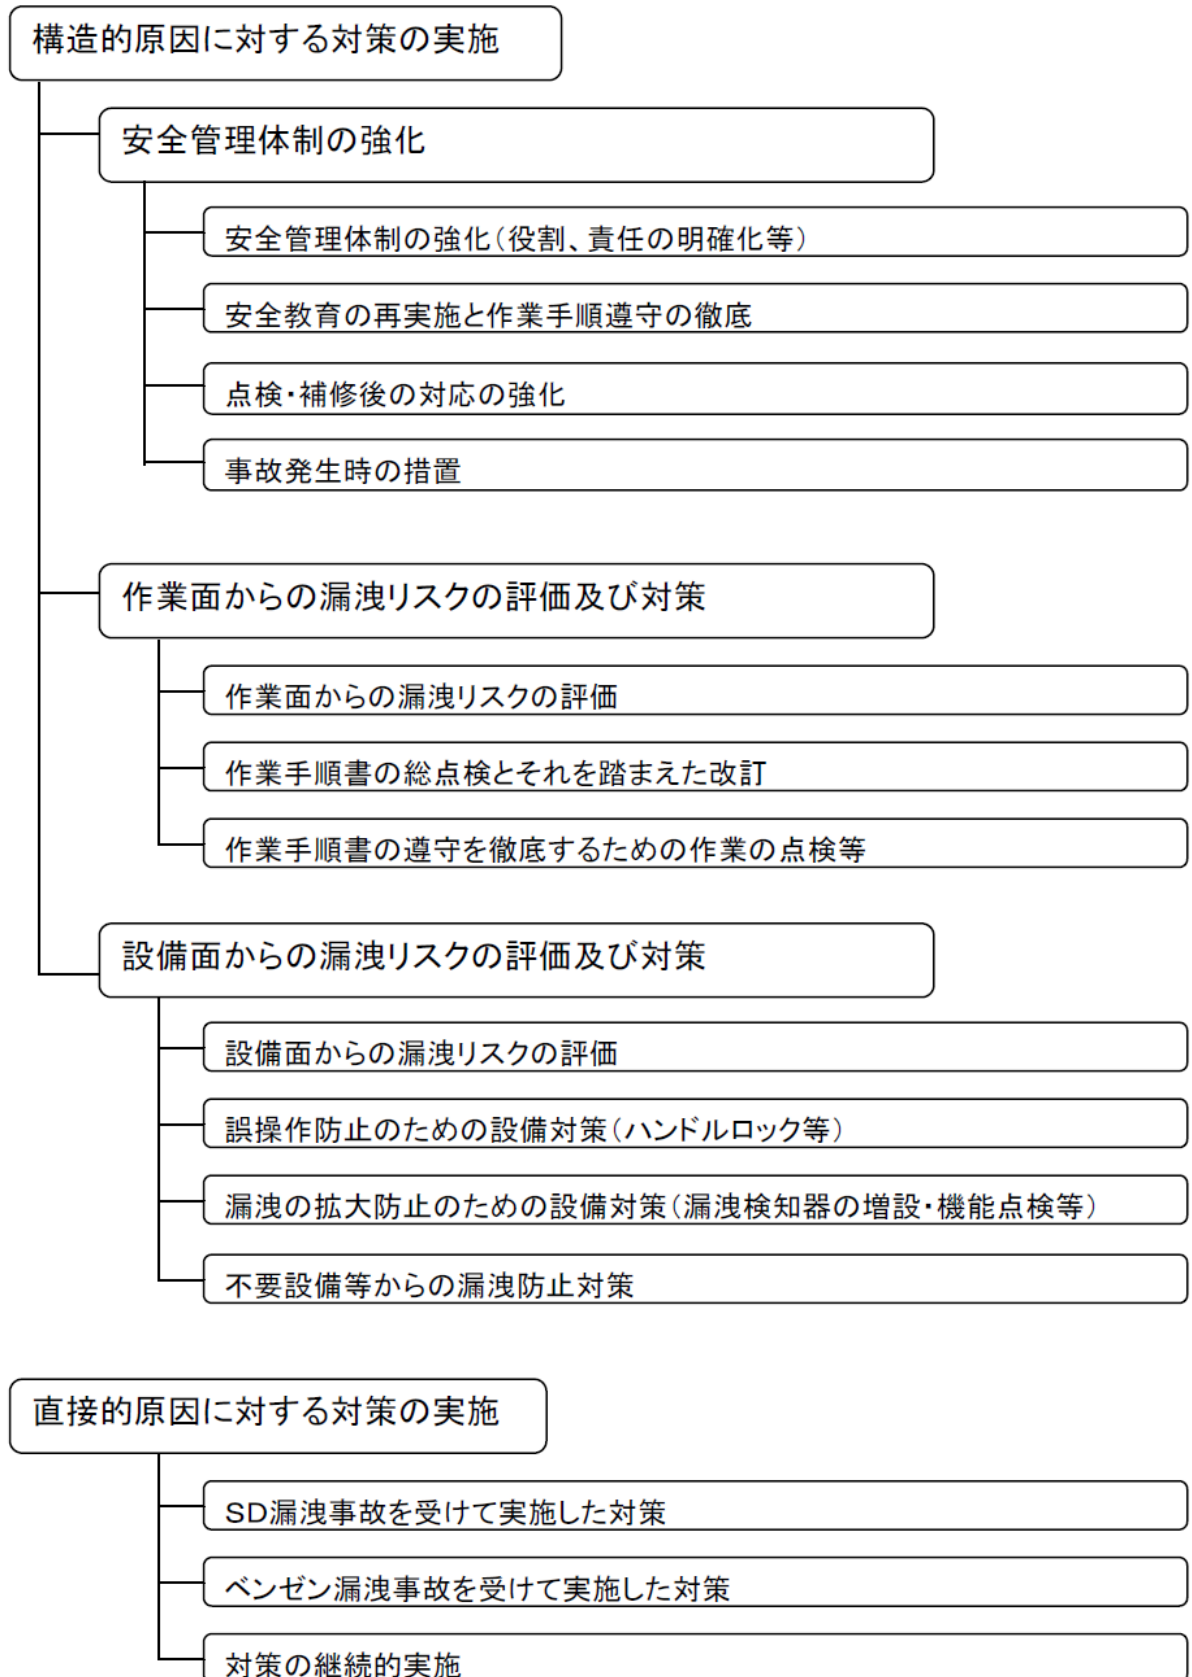 構造的原因に対する対策の実施
安全管理体制の強化
安全管理体制の強化(役割、責任の明確化等)
安全教育の再実施と作業手順遵守の徹底
点検・補修後の対応の強化
事故発生時の措置
作業面からの漏洩リスクの評価及び対策
作業面からの漏洩リスクの評価
作業手順書の総点検とそれを踏まえた改訂
作業手順書の遵守を徹底するための作業の点検等
設備面からの漏洩リスクの評価及び対策
設備面からの漏洩リスクの評価
誤操作防止のための設備対策(ハンドルロック等)
漏洩の拡大防止のための設備対策(漏洩検知器の増設・機能点検等)
不要設備等からの漏洩防止対策
直接的原因に対する対策の実施
SD漏洩事故を受けて実施した対策
ベンゼン漏洩事故を受けて実施した対策
対策の継続的実施